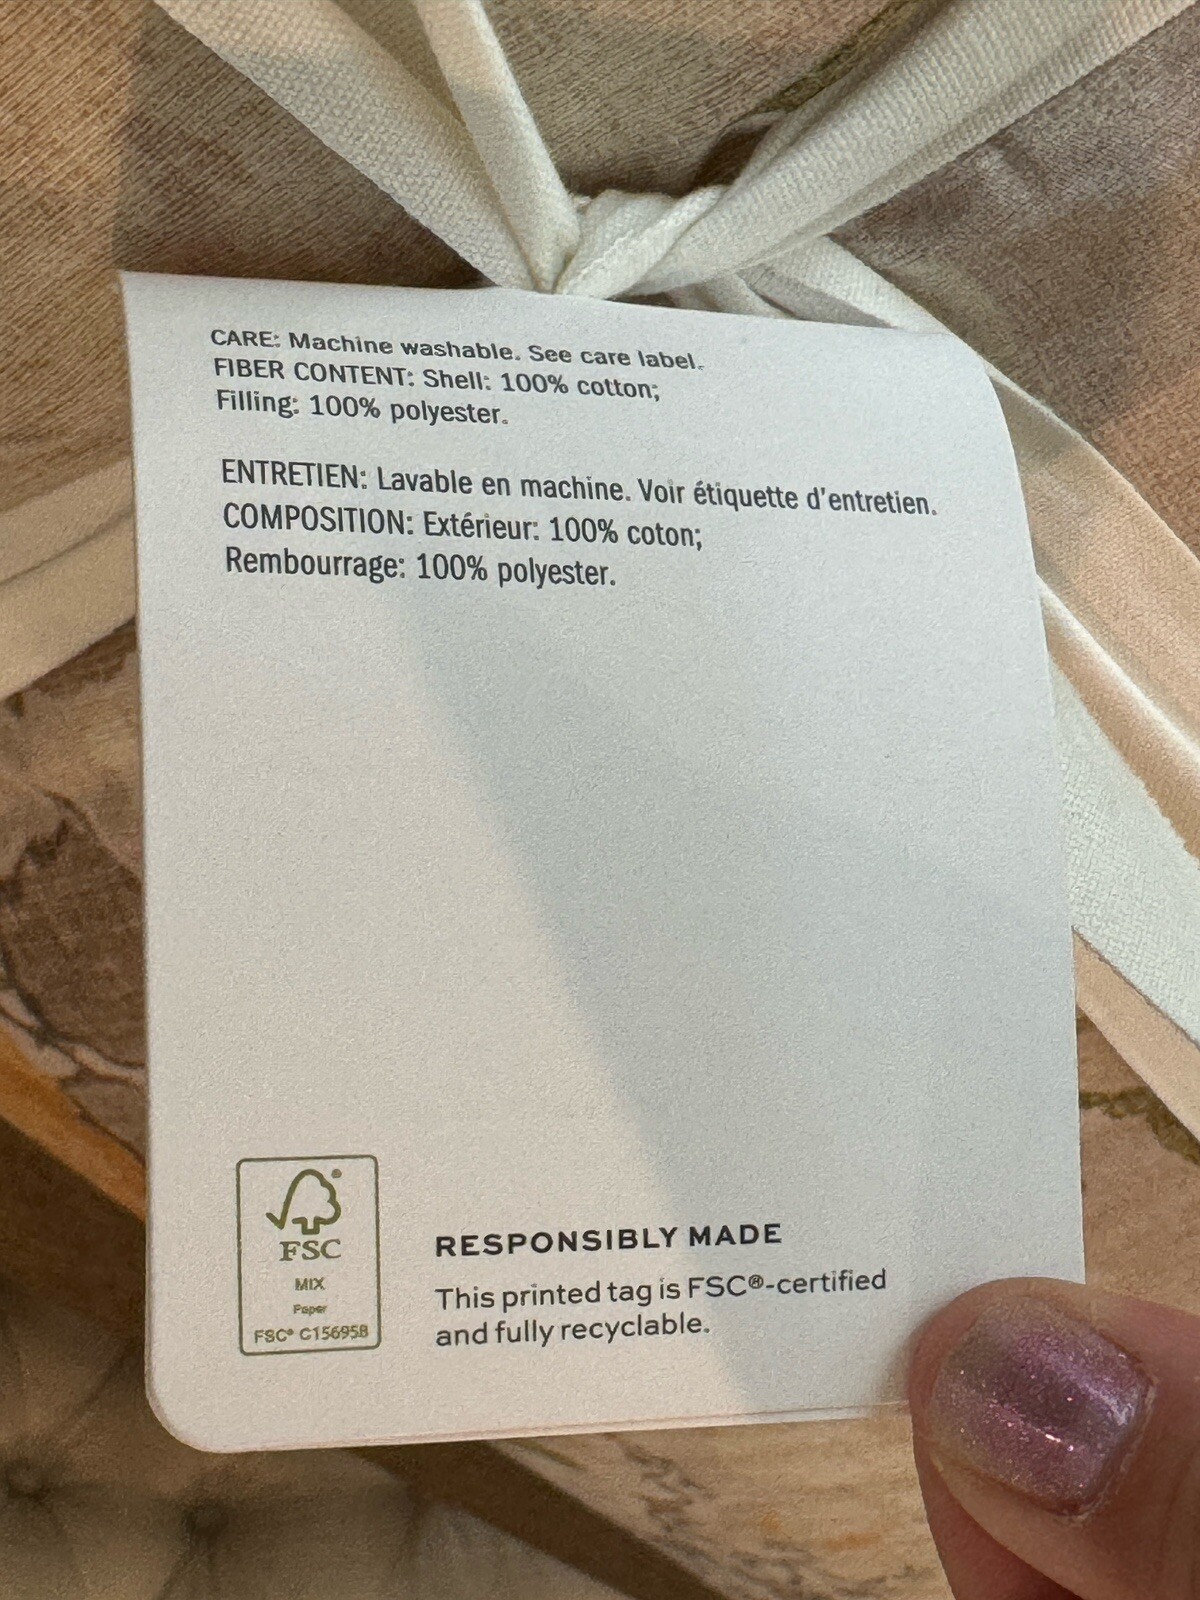 CARE: Machine washable. See care label.
FIBER CONTENT: Shell: 100% cotton;
Filling: 100% polyester.
ENTRETIEN: Lavable en machine. Voir étiquette d'entretien.
COMPOSITION: Extérieur: 100% coton;
Rembourrage: 100% polyester.
FSC
MIX
Paper
FSC® C156958
RESPONSIBLY MADE
This printed tag is FSC®-certified
and fully recyclable.